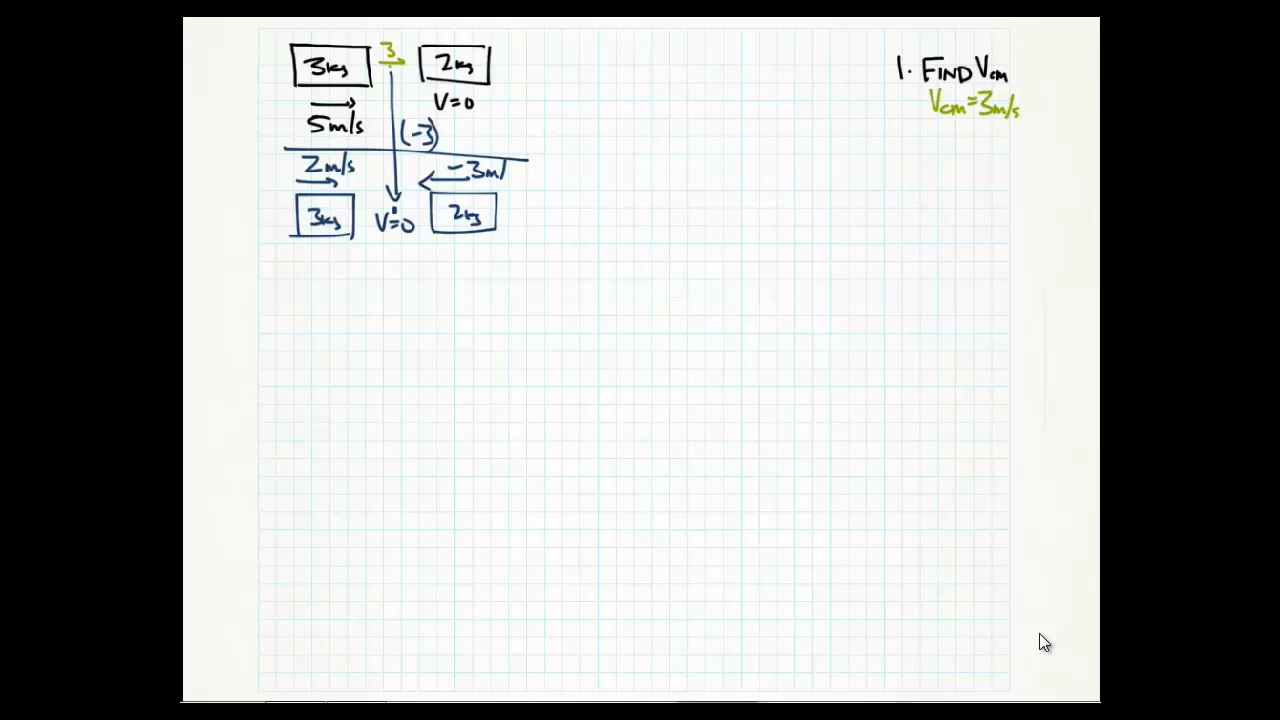 3kg 3 2kg
5m/s V=0
(-3)
2m/s -3m/
3kg V=0 2kg
1. FIND Vcm
Vcm=3m/s